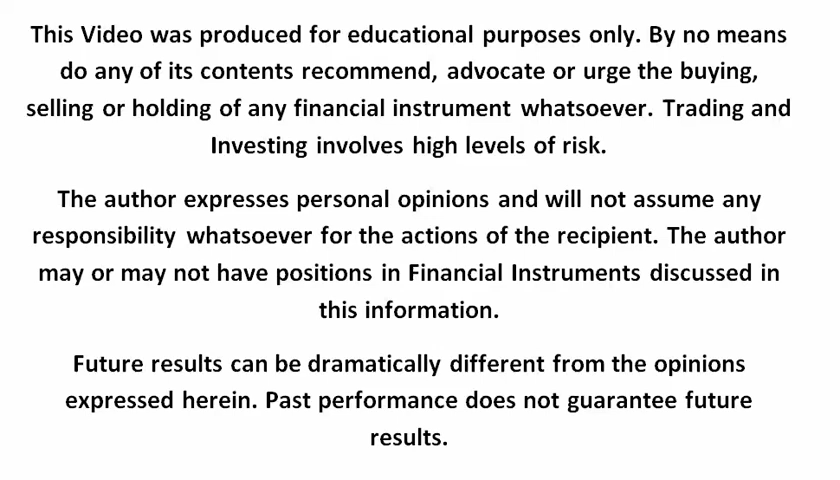 This Video was produced for educational purposes only. By no means
do any of its contents recommend, advocate or urge the buying,
selling or holding of any financial instrument whatsoever. Trading and
Investing involves high levels of risk.
The author expresses personal opinions and will not assume any
responsibility whatsoever for the actions of the recipient. The author
may or may not have positions in Financial Instruments discussed in
this information.
Future results can be dramatically different from the opinions
expressed herein. Past performance does not guarantee future
results.